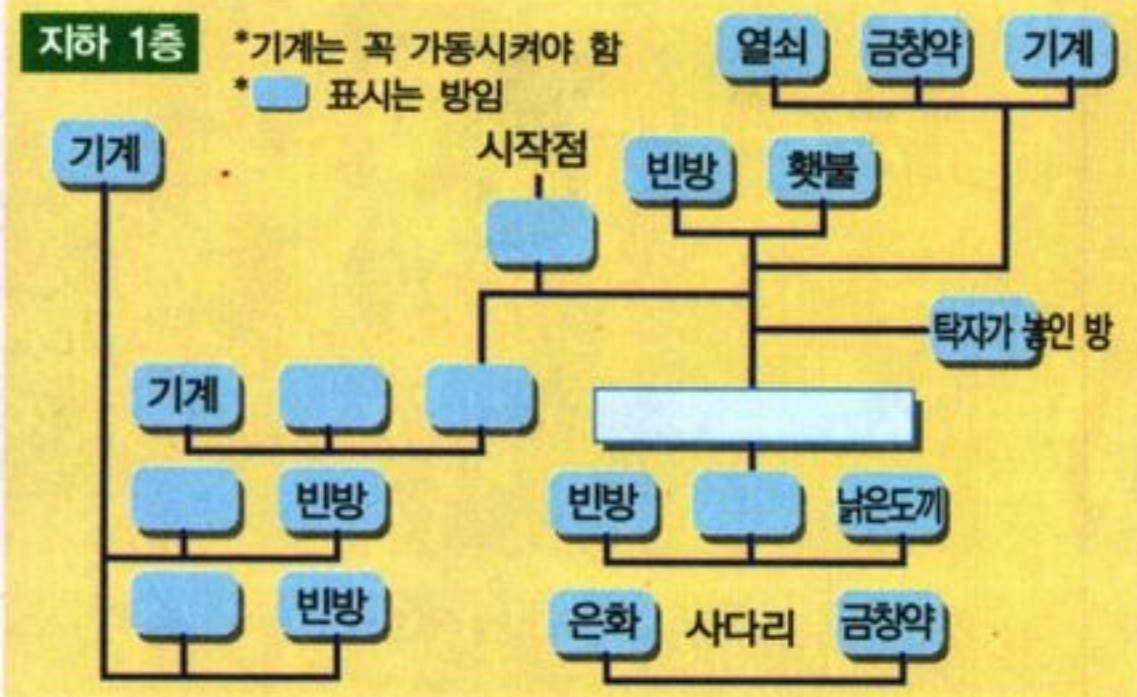 지하 1층
*기계는 꼭 가동시켜야 함
* 표시는 방임
열쇠 금창약 기계
기계
시작점
빈방 횃불
탁자가 놓인 방
기계
빈방
빈방 낡은도끼
빈방
은화 사다리 금창약